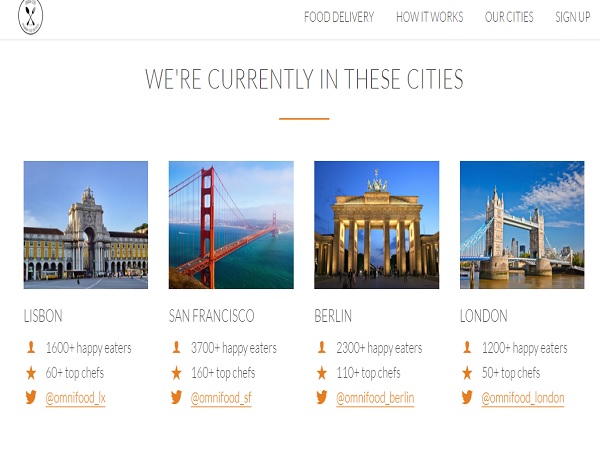 FOOD DELIVERY HOW IT WORKS OUR CITIES SIGN UP
WE'RE CURRENTLY IN THESE CITIES
LISBON
1600+ happy eaters
60+ top chefs
@omnifood_lx
SAN FRANCISCO
3700+ happy eaters
160+ top chefs
@omnifood_sf
BERLIN
2300+ happy eaters
110+ top chefs
@omnifood_berlin
LONDON
1200+ happy eaters
50+ top chefs
@omnifood_london